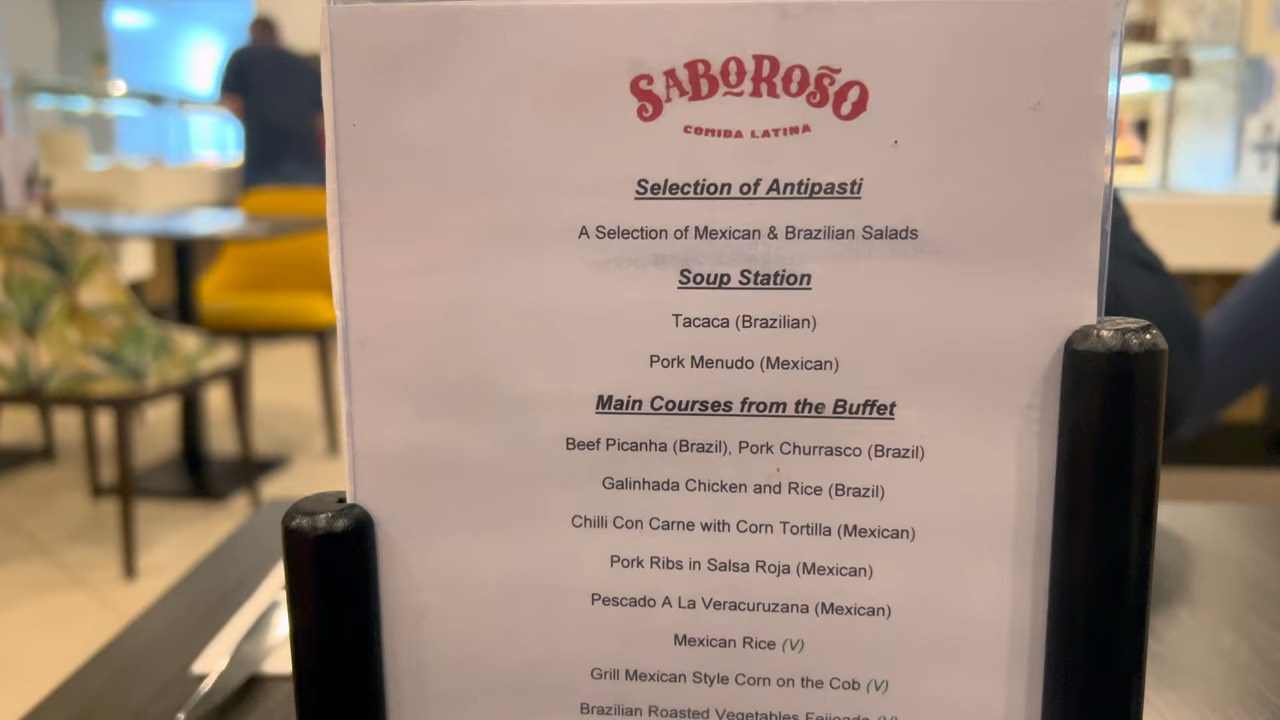 SABOROSO
COMIDA LATINA
Selection of Antipasti
A Selection of Mexican & Brazilian Salads
Soup Station
Tacaca (Brazilian)
Pork Menudo (Mexican)
Main Courses from the Buffet
Beef Picanha (Brazil), Pork Churrasco (Brazil)
Galinhada Chicken and Rice (Brazil)
Chilli Con Carne with Corn Tortilla (Mexican)
Pork Ribs in Salsa Roja (Mexican)
Pescado A La Veracuruzana (Mexican)
Mexican Rice (V)
Grill Mexican Style Corn on the Cob (V)
Brazilian Roasted Vegetables Feijoada (V)